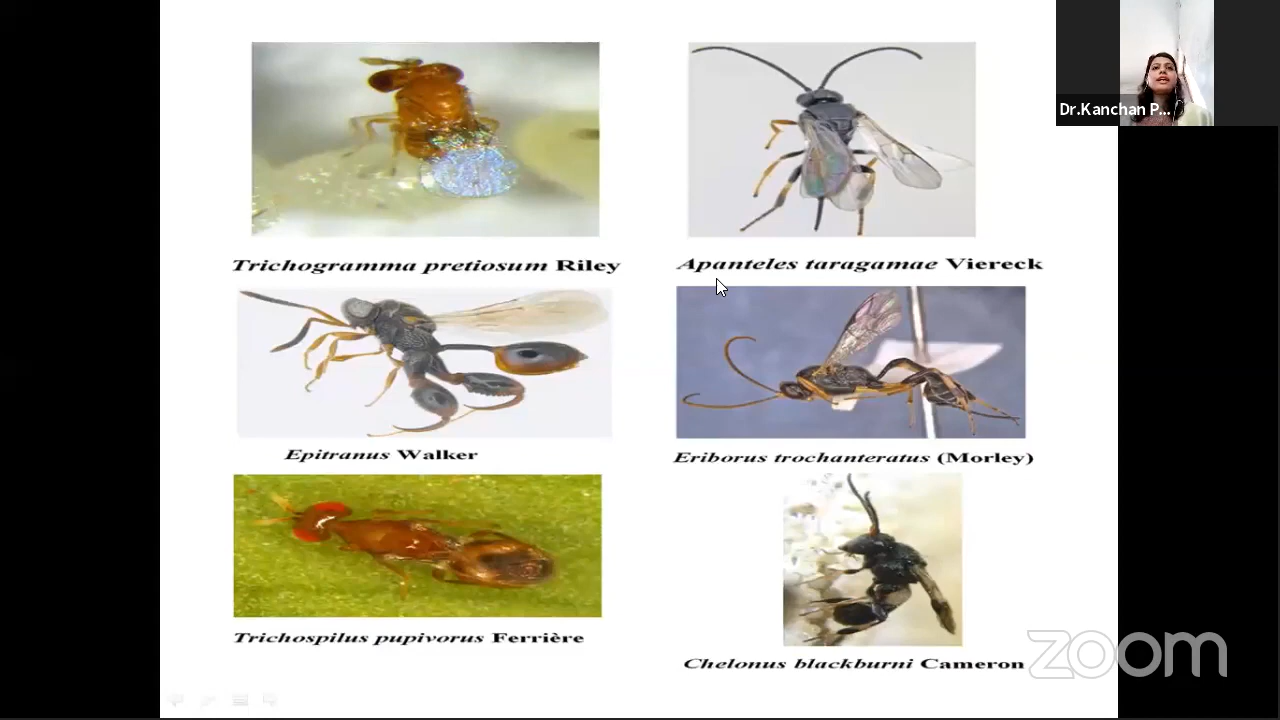 Dr.Kanchan P...
Trichogramma pretiosum Riley
Apanteles taragamae Viereck
Epitranus Walker
Eriborus trochanteratus (Morley)
Trichospilus pupivorus Ferrière
Chelonus blackburni Cameron
zoom